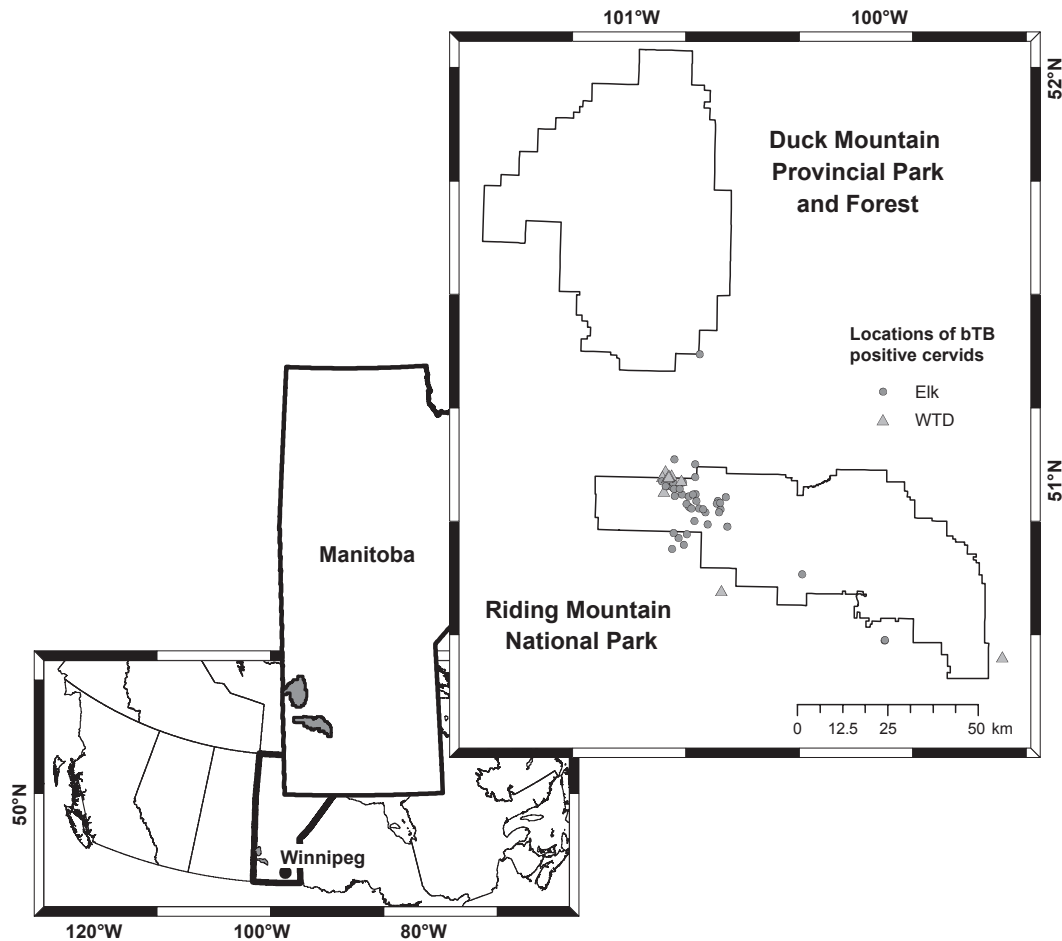 101°W
100°W
52°N
Duck Mountain
Provincial Park
and Forest
Locations of bTB
positive cervids
Elk
WTD
51°N
Manitoba
Riding Mountain
National Park
0 12.5 25 50 km
50°N
Winnipeg
120°W
100°W
80°W